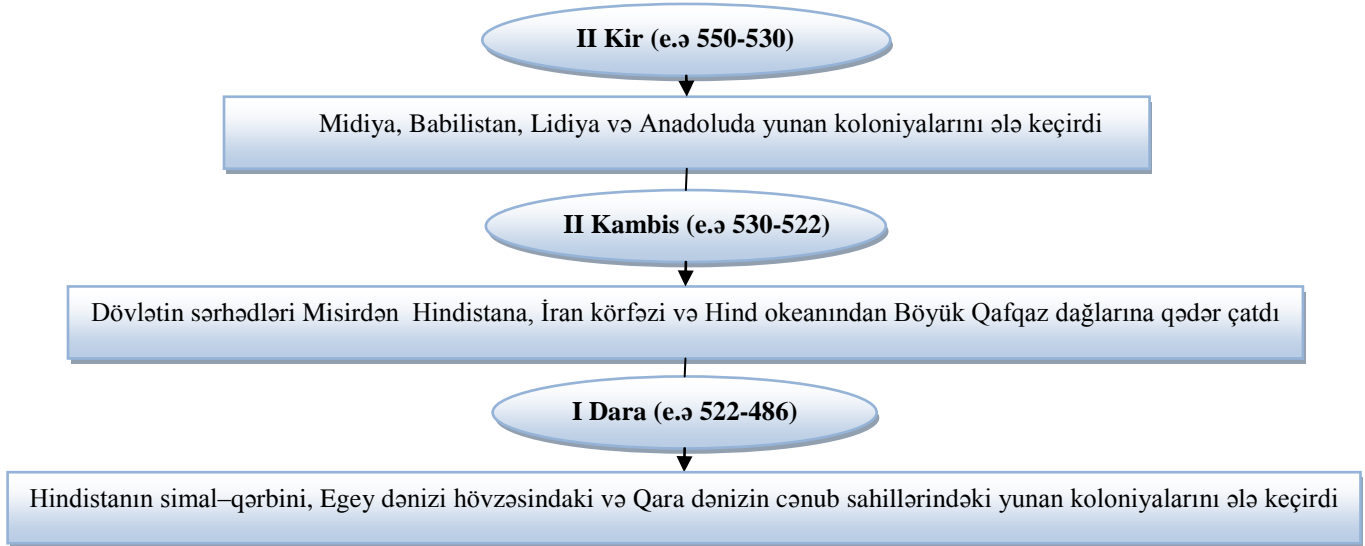 II Kir (e.ə 550-530)
Midiya, Babilistan, Lidiya və Anadoluda yunan koloniyalarını ələ keçirdi
II Kambis (e.ə 530-522)
Dövlətin sərhədləri Misirdən Hindistana, İran körfəzi və Hind okeanından Böyük Qafqaz dağlarına qədər çatdı
I Dara (e.ə 522-486)
Hindistanın simal–qərbini, Egey dənizi hövzəsindaki və Qara dənizin cənub sahillərindəki yunan koloniyalarını ələ keçirdi